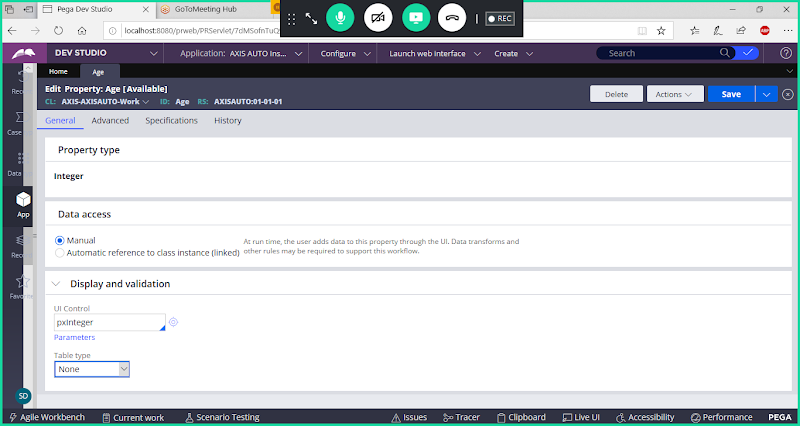 Pega Dev Studio
GoToMeeting Hub
REC
localhost:8080/prweb/PRServlet/7dMSofnTuQ
ABP
DEV STUDIO
Application: AXIS AUTO Ins...
Configure
Launch web interface
Create
Search
Home
Age
Edit Property: Age [Available]
CL: AXIS-AXISAUTO-Work ID: Age RS: AXISAUTO:01-01-01
Delete
Actions
Save
General
Advanced
Specifications
History
Reco
Case
Data
App
Reco
Favou
Property type
Integer
Data access
Manual
Automatic reference to class instance (linked)
At run time, the user adds data to this property through the UI. Data transforms and
other rules may be required to support this workflow.
Display and validation
UI Control
pxInteger
Parameters
Table type
None
SD
Agile Workbench
Current work
Scenario Testing
Issues
Tracer
Clipboard
Live UI
Accessibility
Performance
PEGA